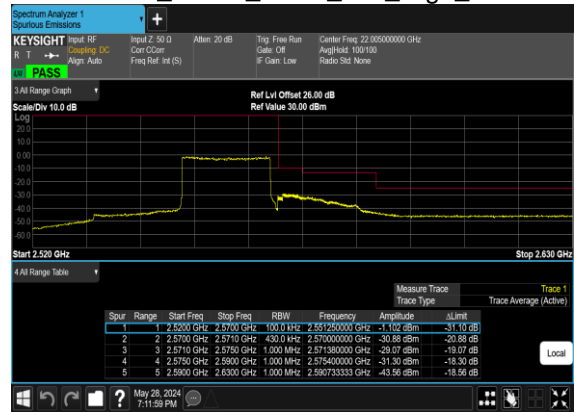 Spectrum Analyzer 1
Spurious Emissions
KEYSIGHT Input: RF Input Z: 50 Ω Atten: 20 dB Trig: Free Run Center Freq: 22.005000000 GHz
R T Coupling: DC Corr CCorr Gate: Off Avg|Hold: 100/100
Align: Auto Freq Ref: Int (S) IF Gain: Low Radio Std: None
PASS
3 All Range Graph
Ref Lvl Offset 26.00 dB
Scale/Div 10.0 dB Ref Value 30.00 dBm
Log
20.0
10.0
0.00
-10.0
-20.0
-30.0
-40.0
-50.0
-60.0
Start 2.520 GHz Stop 2.630 GHz
4 All Range Table
Measure Trace Trace 1
Trace Type Trace Average (Active)
Spur Range Start Freq Stop Freq RBW Frequency Amplitude ΔLimit
1 1 2.5200 GHz 2.5700 GHz 100.0 kHz 2.551250000 GHz -1.102 dBm -31.10 dB
2 2 2.5700 GHz 2.5710 GHz 430.0 kHz 2.570000000 GHz -30.88 dBm -20.88 dB
3 3 2.5710 GHz 2.5750 GHz 1.000 MHz 2.571380000 GHz -29.07 dBm -19.07 dB
4 4 2.5750 GHz 2.5900 GHz 1.000 MHz 2.575400000 GHz -31.30 dBm -18.30 dB
5 5 2.5900 GHz 2.6300 GHz 1.000 MHz 2.590733333 GHz -43.56 dBm -18.56 dB
Local
May 28, 2024
7:11:59 PM